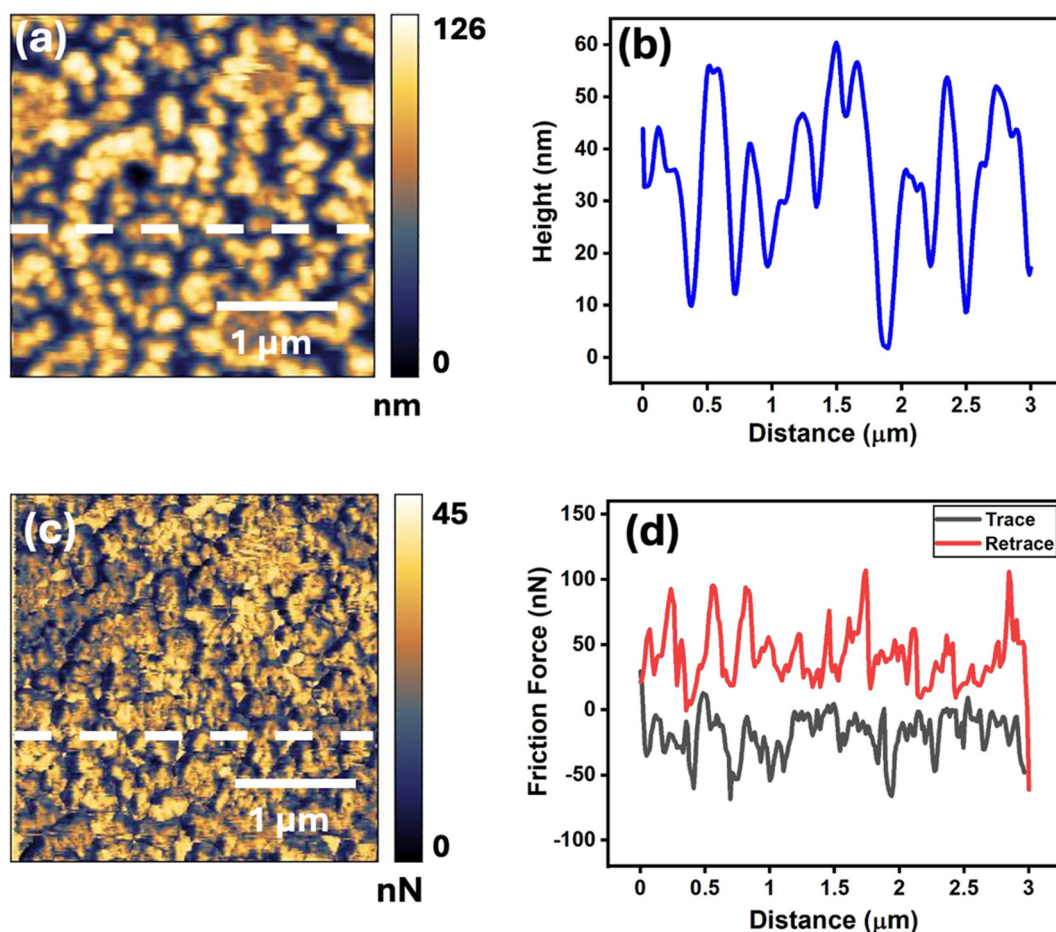 (a)
126
0
nm
1 μm
(b)
Height (nm)
60
50
40
30
20
10
0
0 0.5 1 1.5 2 2.5 3
Distance (μm)
(c)
45
0
nN
1 μm
(d)
Trace
Retrace
Friction Force (nN)
150
100
50
0
-50
-100
0 0.5 1 1.5 2 2.5 3
Distance (μm)